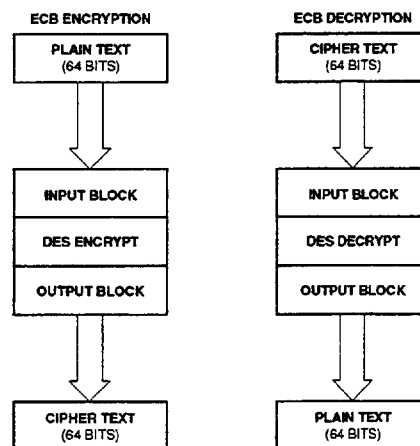 ECB ENCRYPTION
PLAIN TEXT
(64 BITS)
INPUT BLOCK
DES ENCRYPT
OUTPUT BLOCK
CIPHER TEXT
(64 BITS)
ECB DECRYPTION
CIPHER TEXT
(64 BITS)
INPUT BLOCK
DES DECRYPT
OUTPUT BLOCK
PLAIN TEXT
(64 BITS)